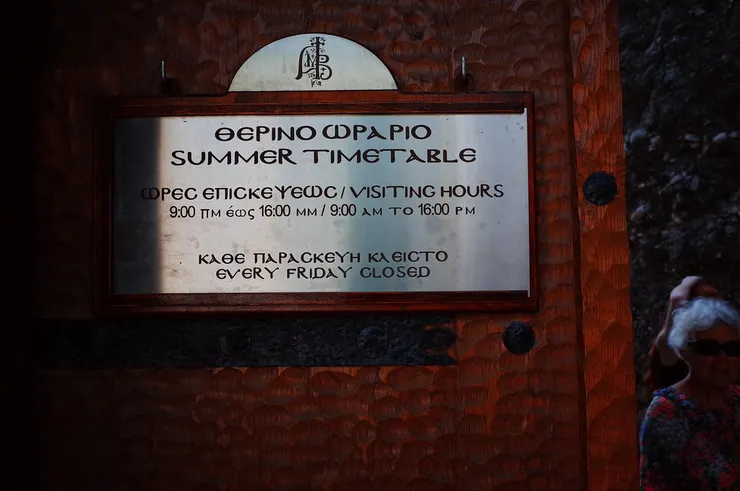 ΘΕΡΙΝΟ ΩΡΑΡΙΟ
SUMMER TIMETABLE
ΩΡΕΣ ΕΠΙΣΚΕΨΕΩΣ / VISITING HOURS
9:00 ΠΜ έως 16:00 ΜΜ / 9:00 AM TO 16:00 PM
ΚΑΘΕ ΠΑΡΑΣΚΕΥΗ ΚΛΕΙΣΤΟ
EVERY FRIDAY CLOSED